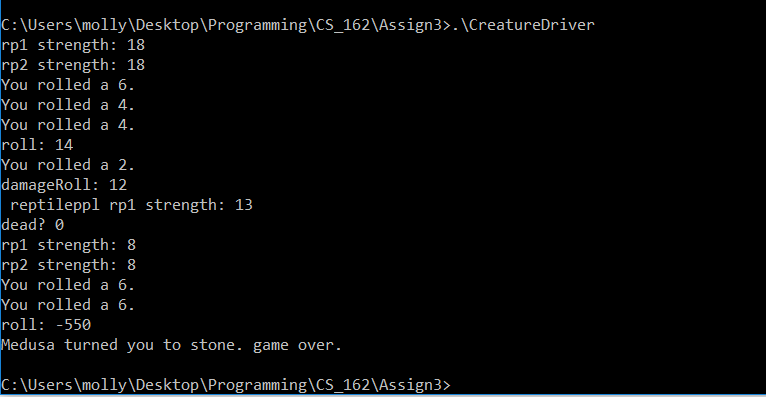 C:\Users\molly\Desktop\Programming\CS_162\Assign3>.\CreatureDriver
rp1 strength: 18
rp2 strength: 18
You rolled a 6.
You rolled a 4.
You rolled a 4.
roll: 14
You rolled a 2.
damageRoll: 12
 reptileppl rp1 strength: 13
dead? 0
rp1 strength: 8
rp2 strength: 8
You rolled a 6.
You rolled a 6.
roll: -550
Medusa turned you to stone. game over.
C:\Users\molly\Desktop\Programming\CS_162\Assign3>